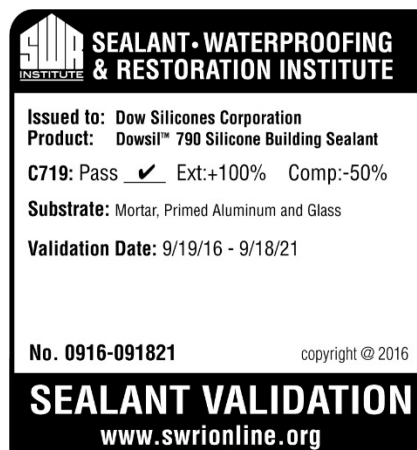 SWR
INSTITUTE
SEALANT • WATERPROOFING
& RESTORATION INSTITUTE
Issued to: Dow Silicones Corporation
Product: Dowsil™ 790 Silicone Building Sealant
C719: Pass ✔ Ext:+100% Comp:-50%
Substrate: Mortar, Primed Aluminum and Glass
Validation Date: 9/19/16 - 9/18/21
No. 0916-091821 copyright @ 2016
SEALANT VALIDATION
www.swrionline.org